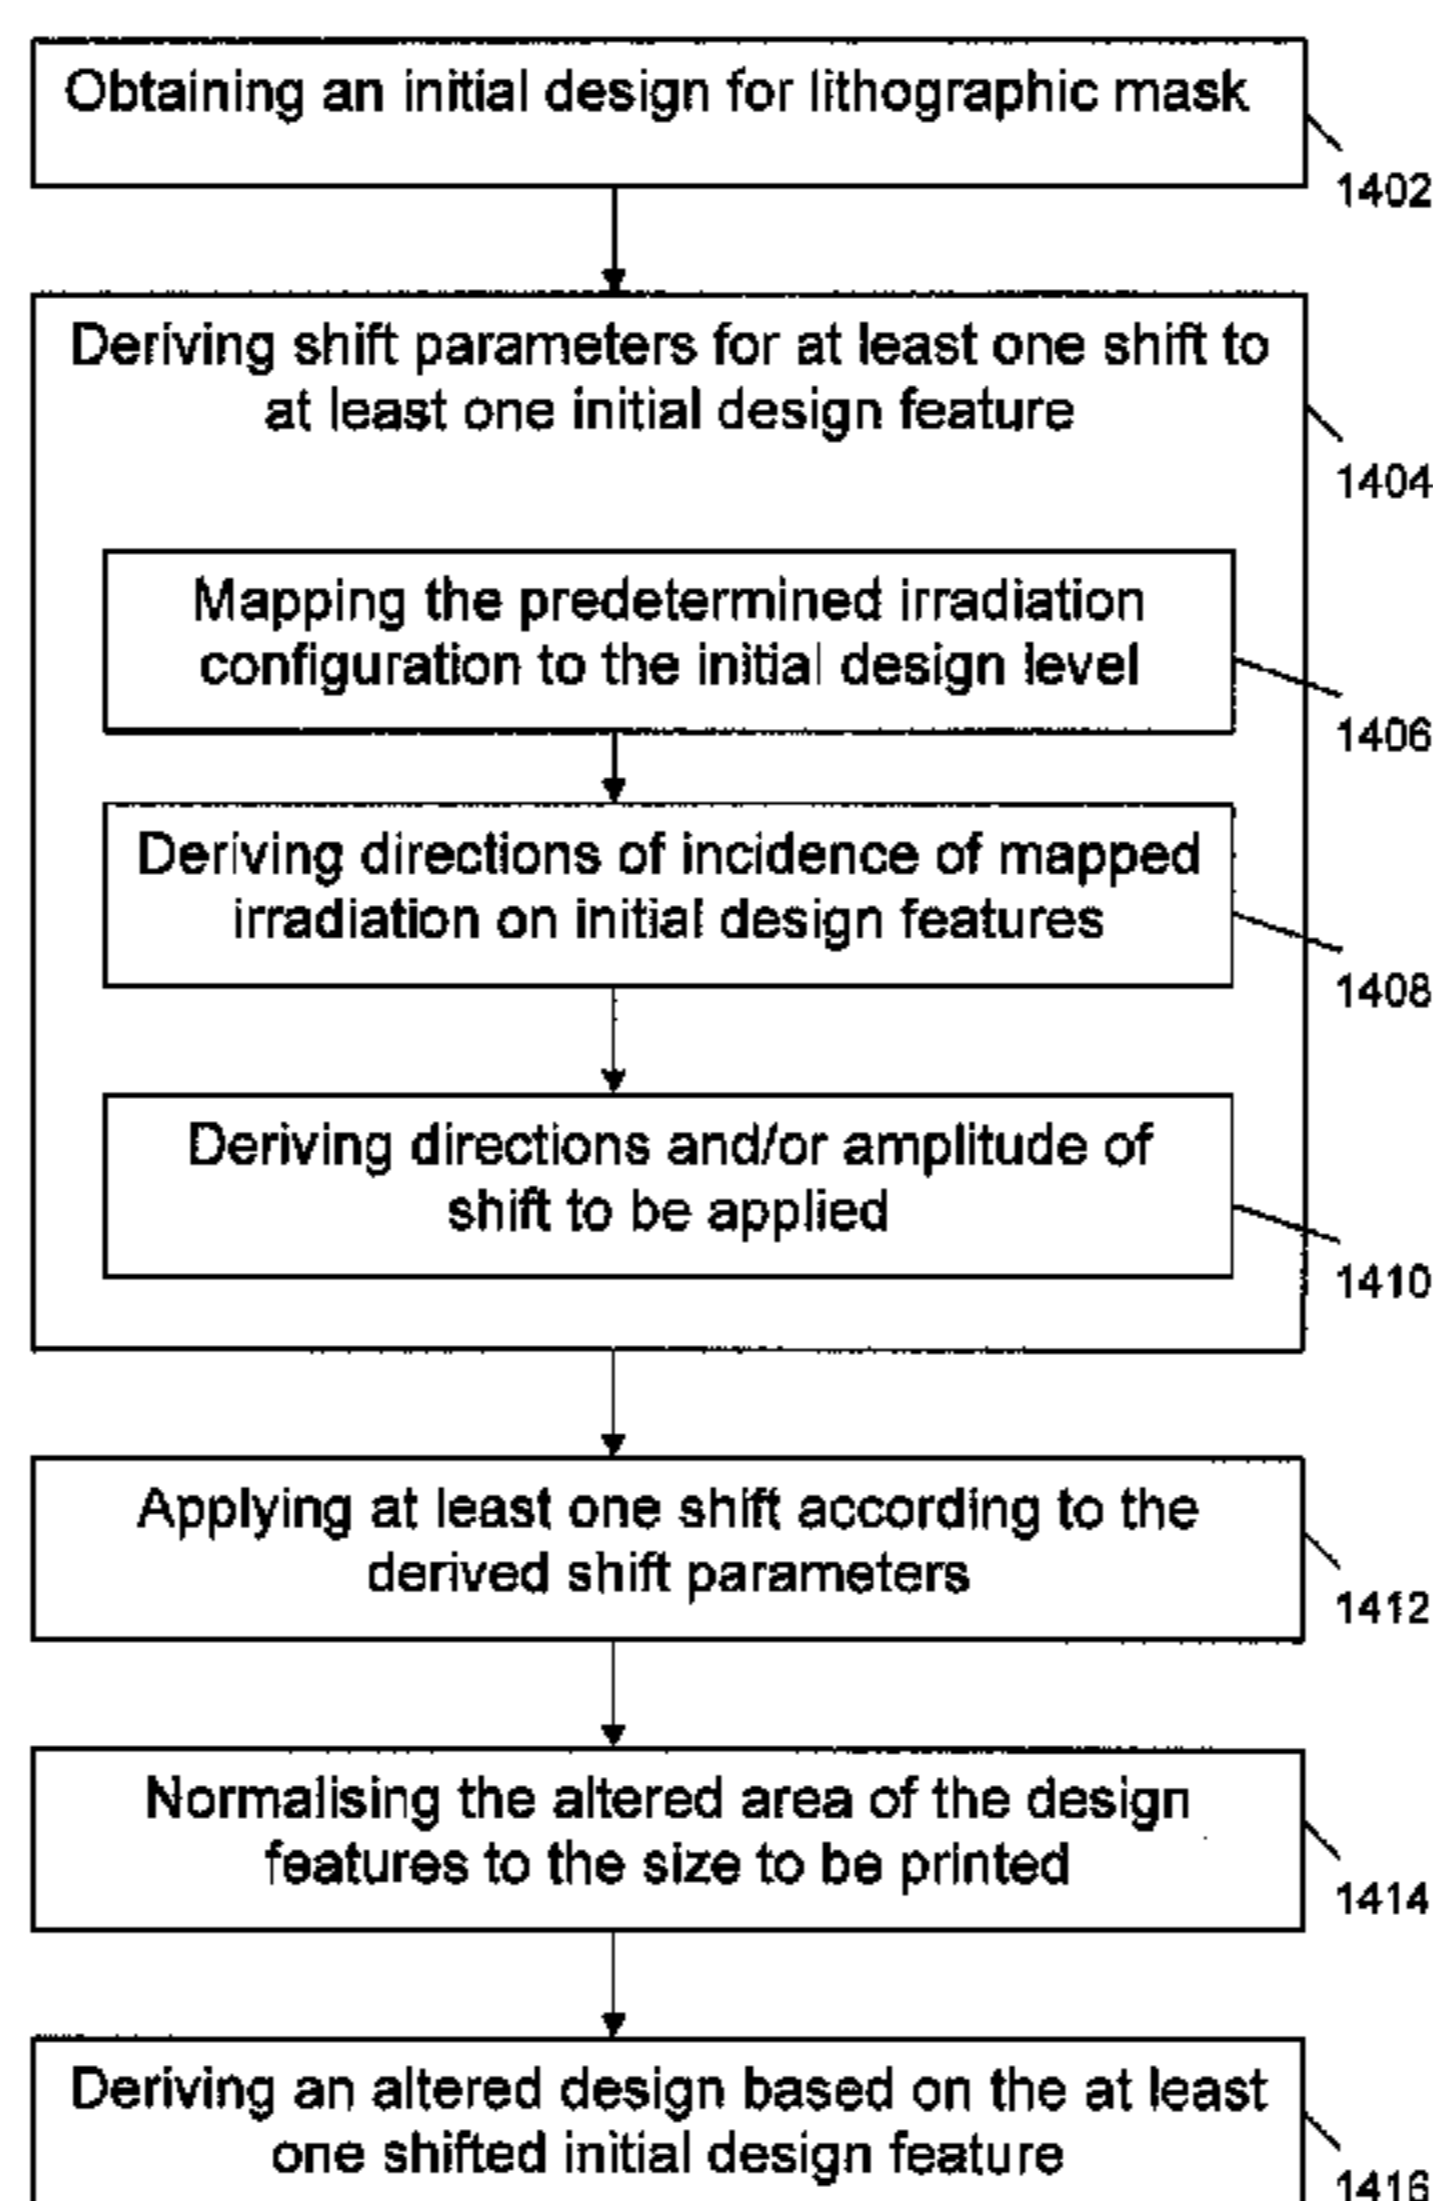 Obtaining an initial design for lithographic mask
1402
Deriving shift parameters for at least one shift to
at least one initial design feature
1404
Mapping the predetermined irradiation
configuration to the initial design level
1406
Deriving directions of incidence of mapped
irradiation on initial design features
1408
Deriving directions and/or amplitude of
shift to be applied
1410
Applying at least one shift according to the
derived shift parameters
1412
Normalising the altered area of the design
features to the size to be printed
1414
Deriving an altered design based on the at least
one shifted initial design feature
1416